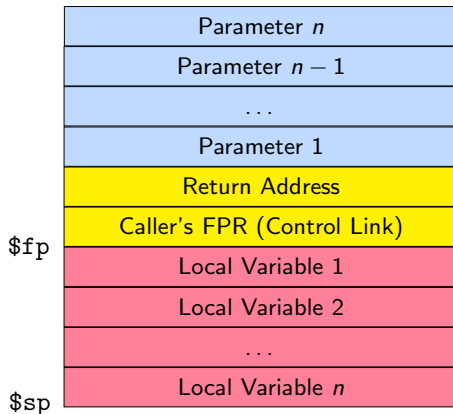 Parameter n
Parameter n − 1
...
Parameter 1
Return Address
Caller's FPR (Control Link)
$fp
Local Variable 1
Local Variable 2
...
Local Variable n
$sp